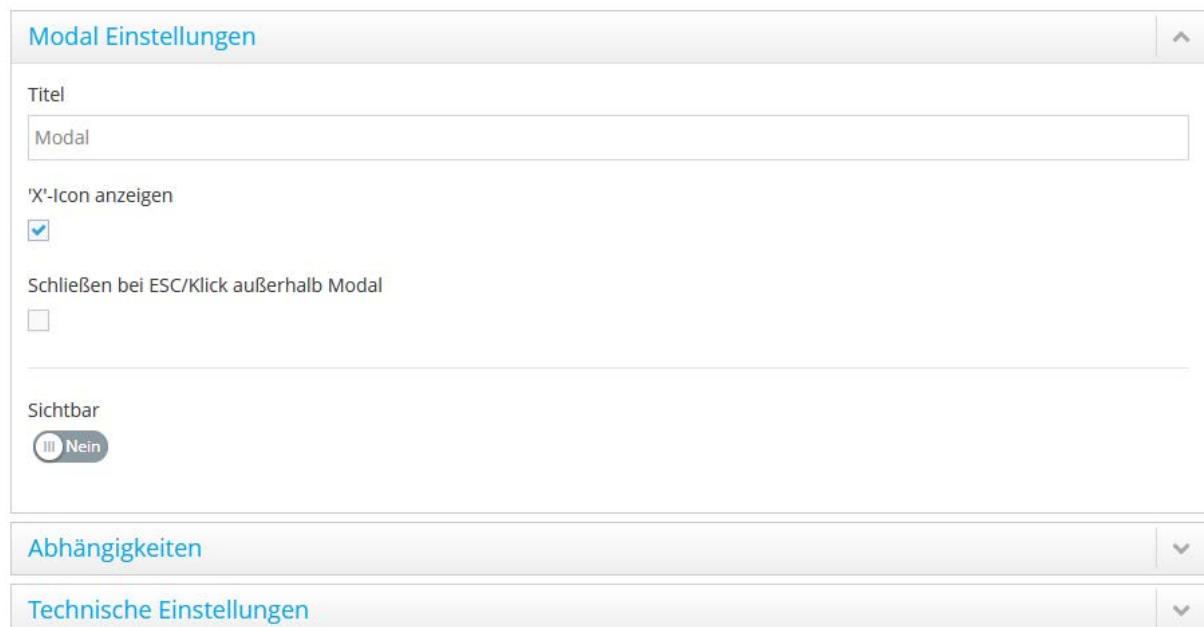 Modal Einstellungen
Titel
Modal
'X'-Icon anzeigen
Schließen bei ESC/Klick außerhalb Modal
Sichtbar
Nein
Abhängigkeiten
Technische Einstellungen